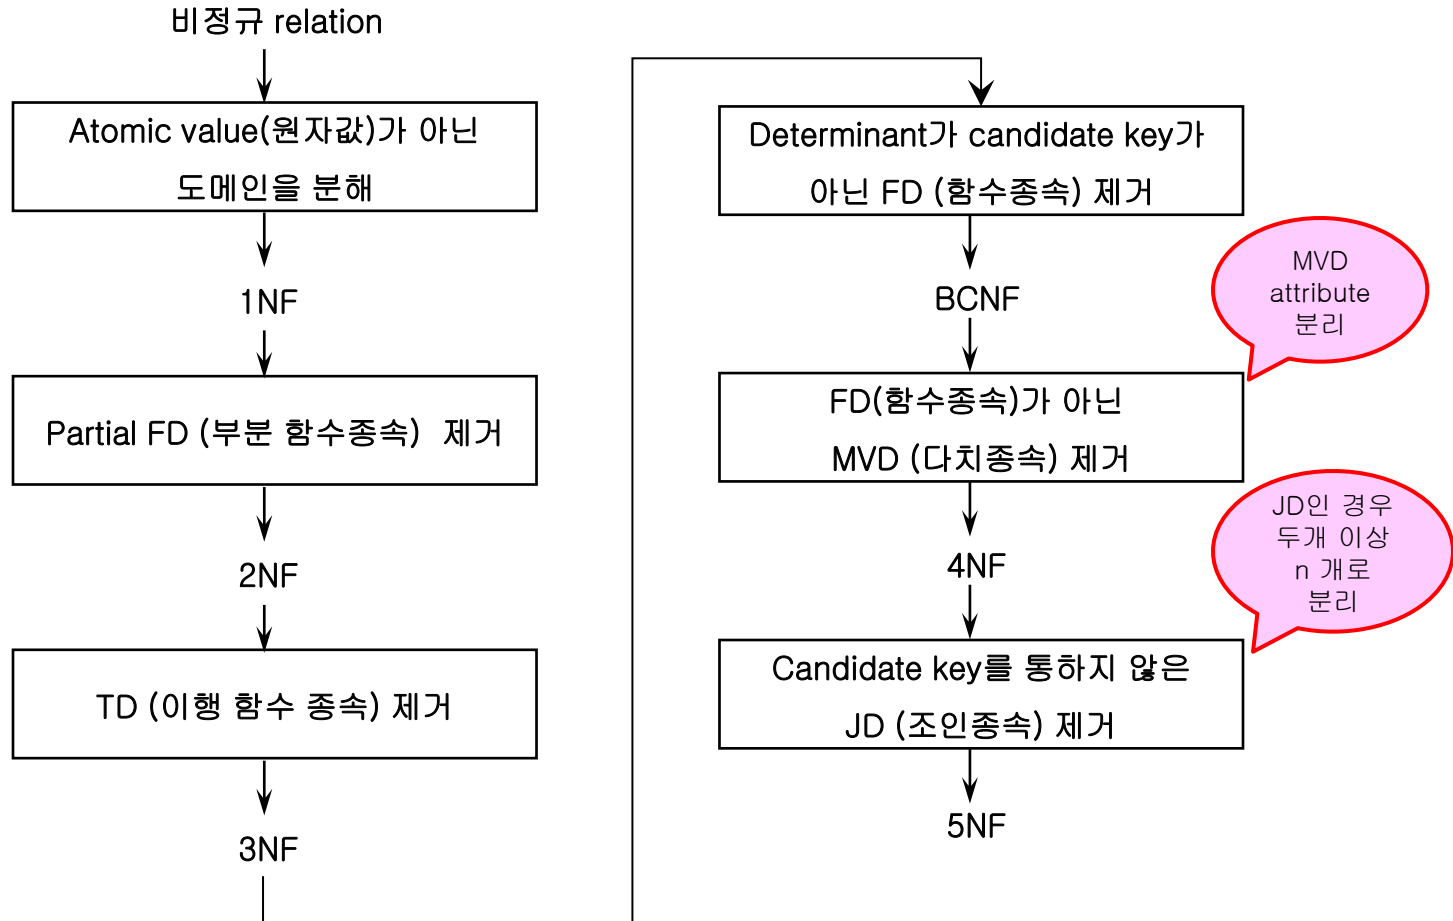 비정규 relation
Atomic value(원자값)가 아닌
도메인을 분해
1NF
Partial FD (부분 함수종속)  제거
2NF
TD (이행 함수 종속) 제거
3NF
Determinant가 candidate key가
아닌 FD (함수종속) 제거
BCNF
MVD
attribute
분리
FD(함수종속)가 아닌
MVD (다치종속) 제거
4NF
JD인 경우
두개 이상
n 개로
분리
Candidate key를 통하지 않은
JD (조인종속) 제거
5NF